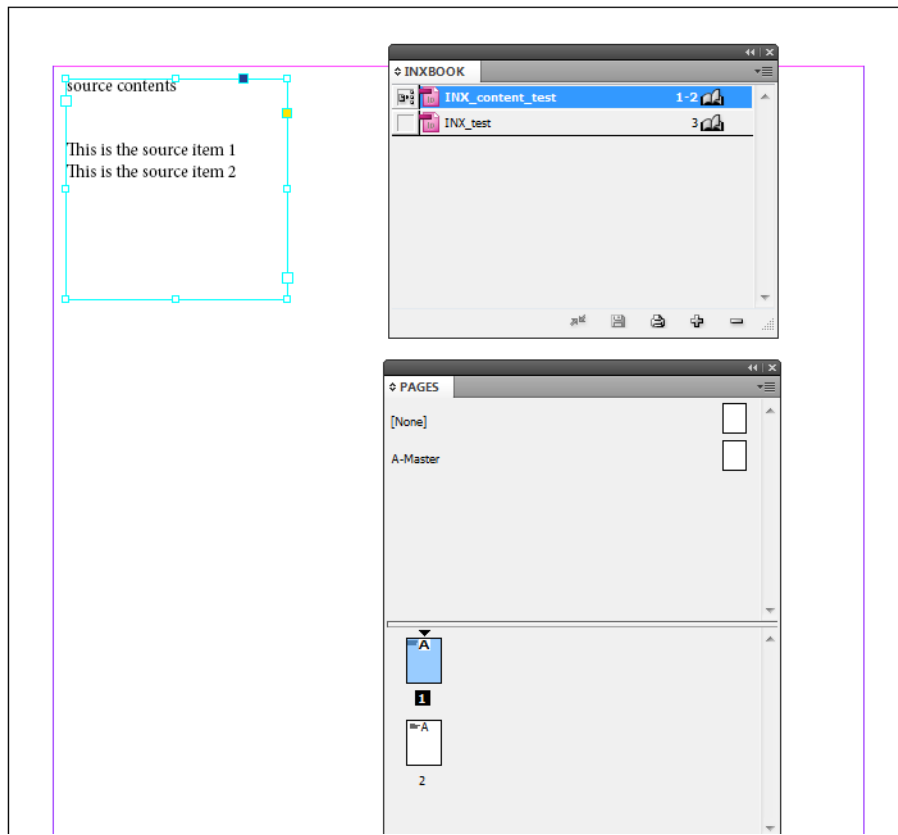 source contents
This is the source item 1
This is the source item 2
INXBOOK
INX_content_test 1-2
INX_test 3
PAGES
[None]
A-Master
A
1
A
2